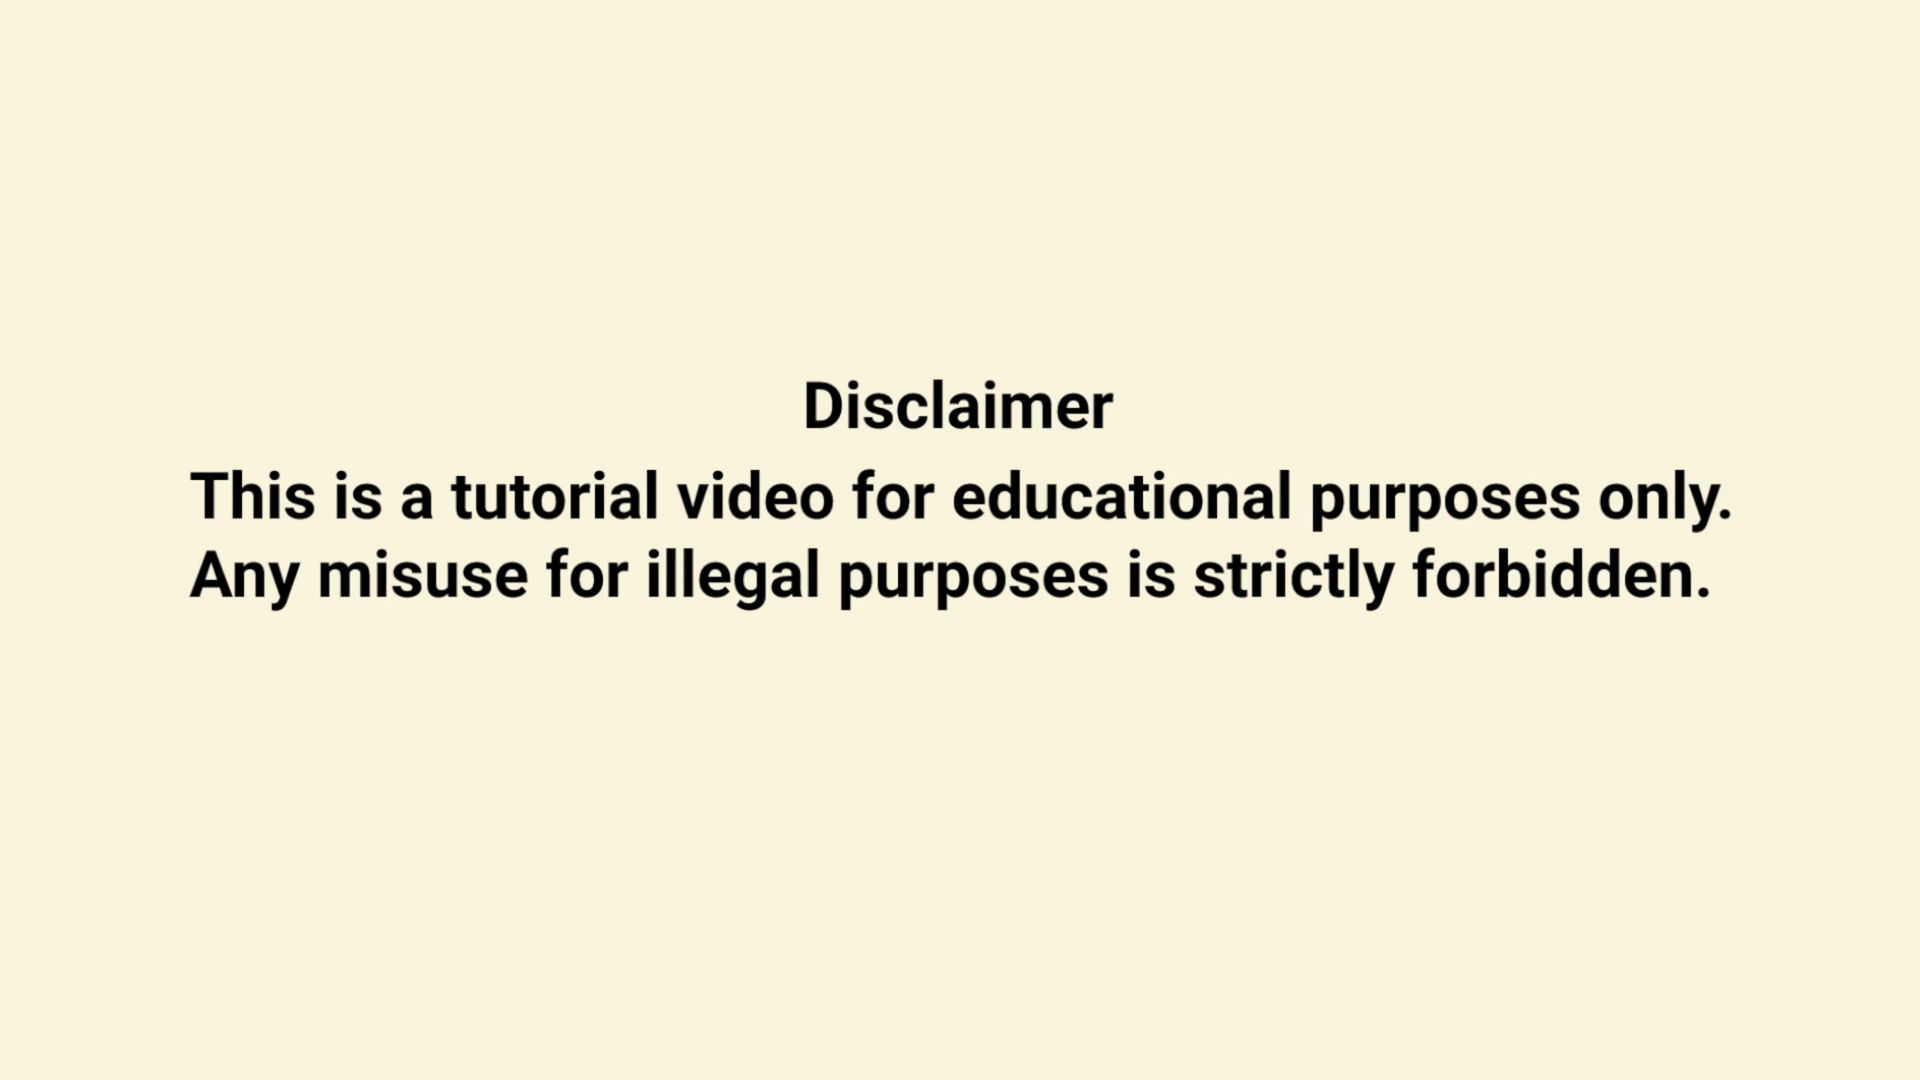 Disclaimer
This is a tutorial video for educational purposes only.
Any misuse for illegal purposes is strictly forbidden.